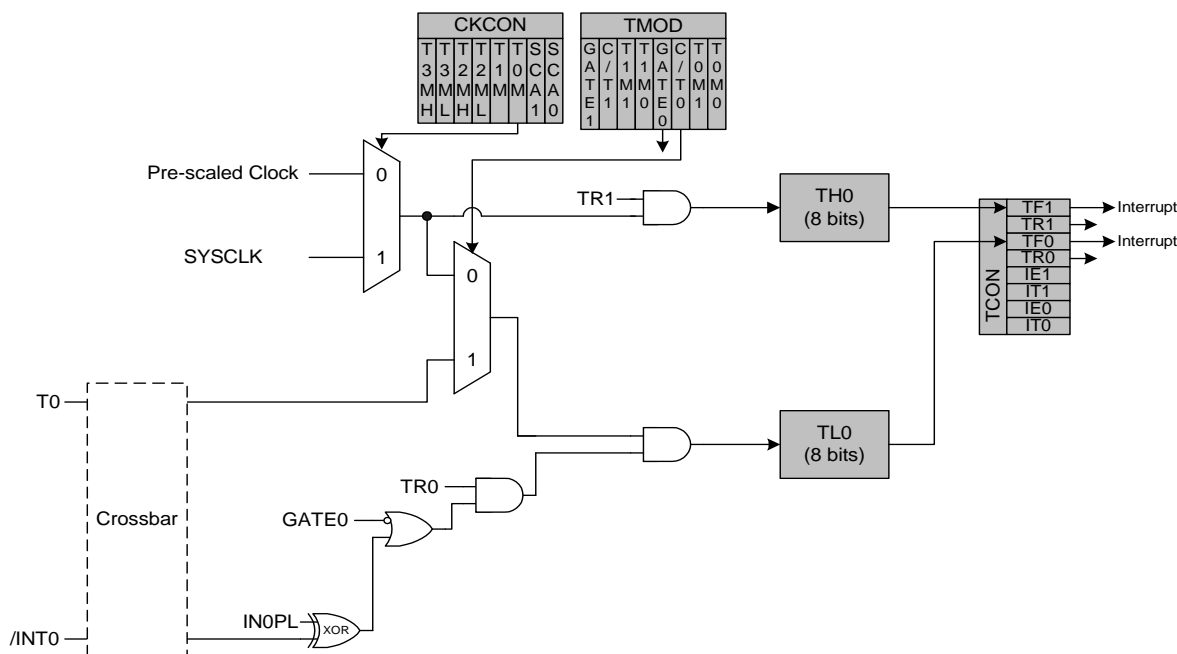 CKCON
T3MH
T3ML
T2MH
T2ML
T1M
T0M
SCA1
SCA0
TMOD
GATE1
C/T1
T1M1
T1M0
GATE0
C/T0
T0M1
T0M0
Pre-scaled Clock
0
SYSCLK
1
TR1
TH0
(8 bits)
TCON
TF1
TR1
TF0
TR0
IE1
IT1
IE0
IT0
Interrupt
Interrupt
0
1
T0
Crossbar
/INT0
TL0
(8 bits)
TR0
GATE0
IN0PL
XOR